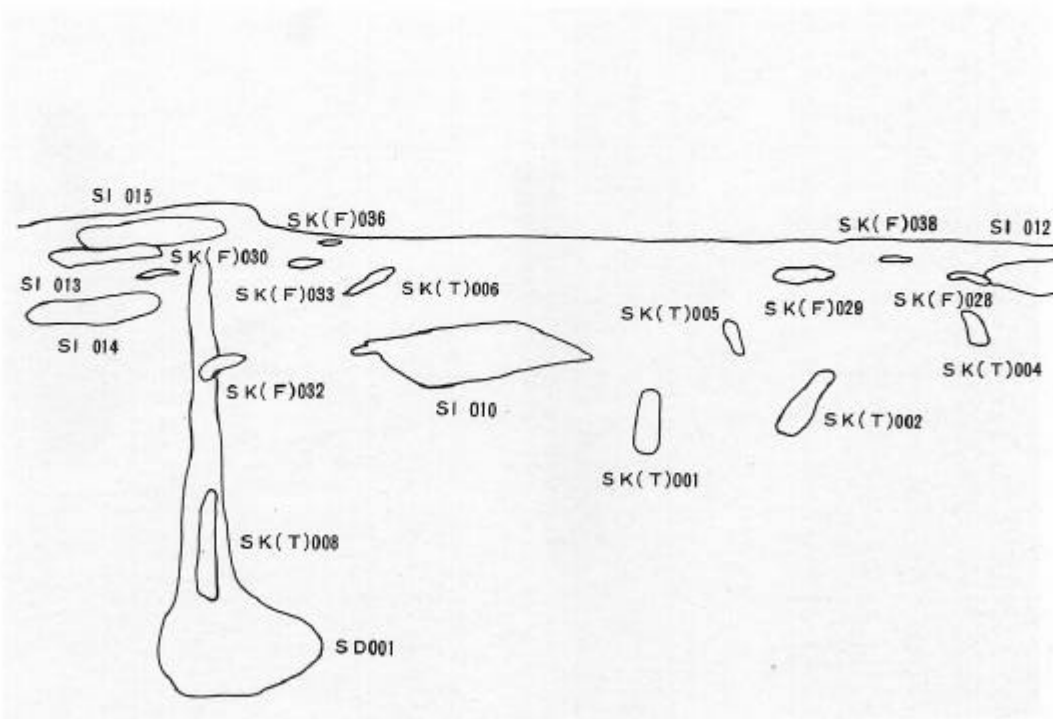 SI 015
SK(F)036
SK(F)038
SI 012
SK(F)030
SI 013
SK(F)033
SK(T)006
SK(F)029
SK(F)028
SI 014
SK(T)005
SK(T)004
SK(F)032
SI 010
SK(T)002
SK(T)001
SK(T)008
SD001